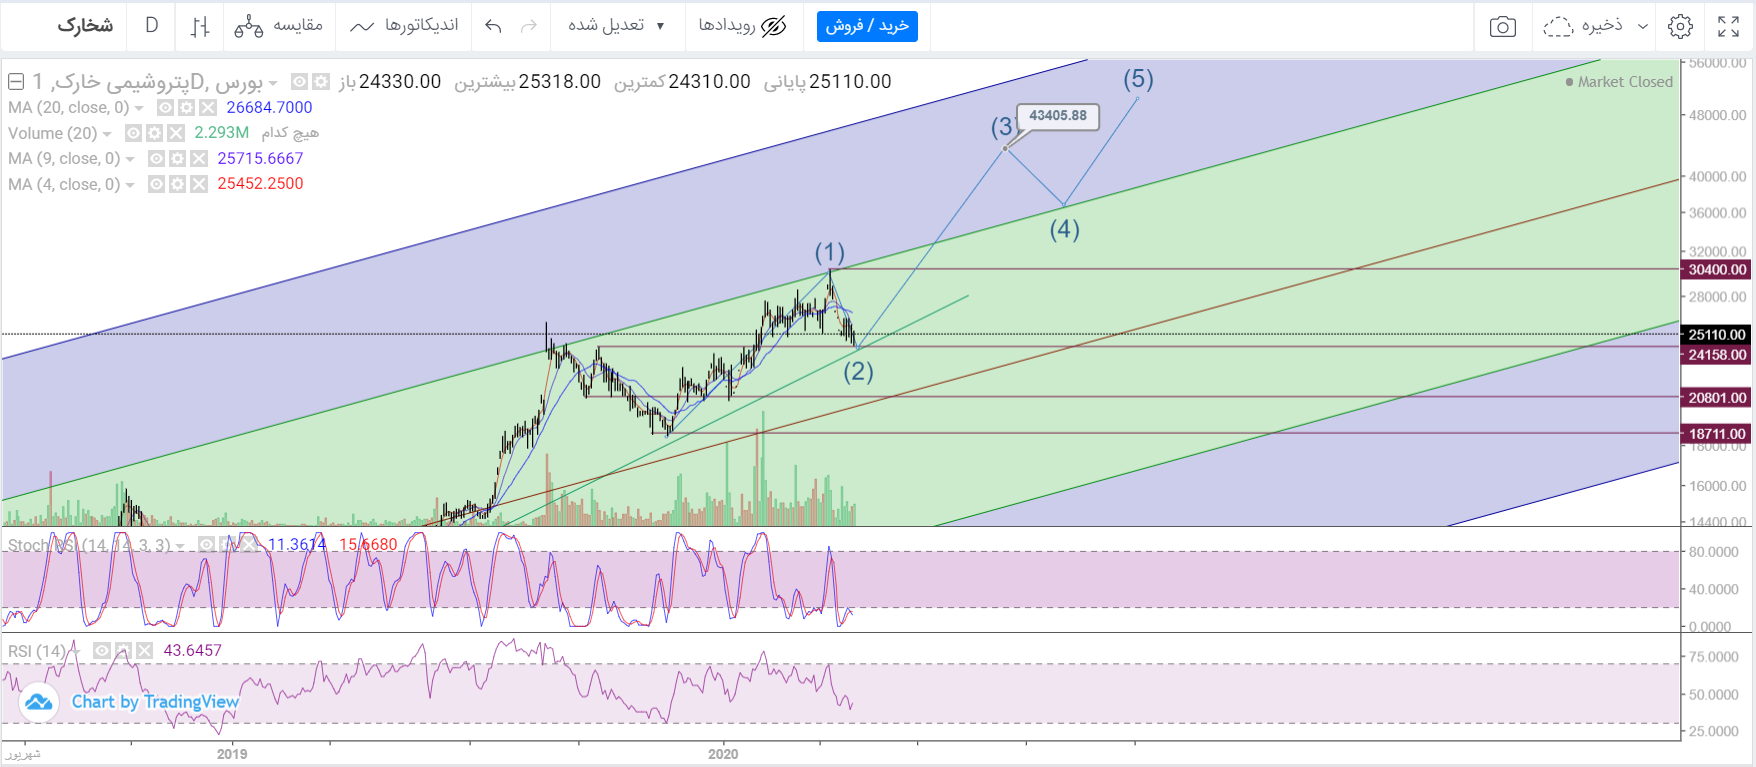 شخارک D مقایسه اندیکاتورها تعدیل شده رویدادها خرید / فروش ذخیره
پتروشیمی خارک, 1D, بورس باز 24330.00 بیشترین 25318.00 کمترین 24310.00 پایانی 25110.00
Market Closed
MA (20, close, 0) 26684.7000
Volume (20) 2.293M هیچ کدام
MA (9, close, 0) 25715.6667
MA (4, close, 0) 25452.2500
(1)
(2)
(3
43405.88
(4)
(5)
56000.00
48000.00
40000.00
36000.00
32000.00
30400.00
28000.00
25110.00
24158.00
20801.00
18711.00
18000.00
16000.00
14400.00
Stoch RSI (14, 14, 3, 3) 11.3614 15.6680
80.0000
40.0000
0.0000
RSI (14) 43.6457
75.0000
50.0000
25.0000
Chart by TradingView
شهریور 2019 2020